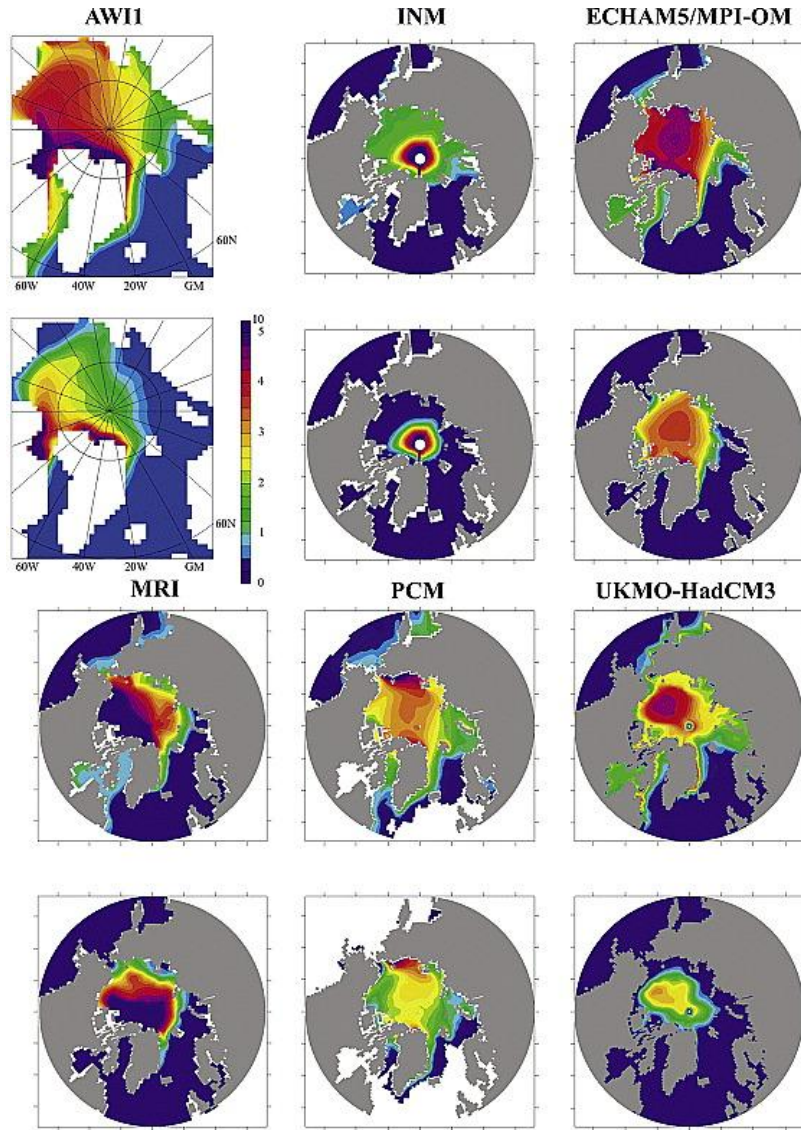 AWI1
INM
ECHAM5/MPI-OM
60N
60W 40W 20W GM
10
5
4
3
2
1
0
60N
60W 40W 20W GM
MRI
PCM
UKMO-HadCM3